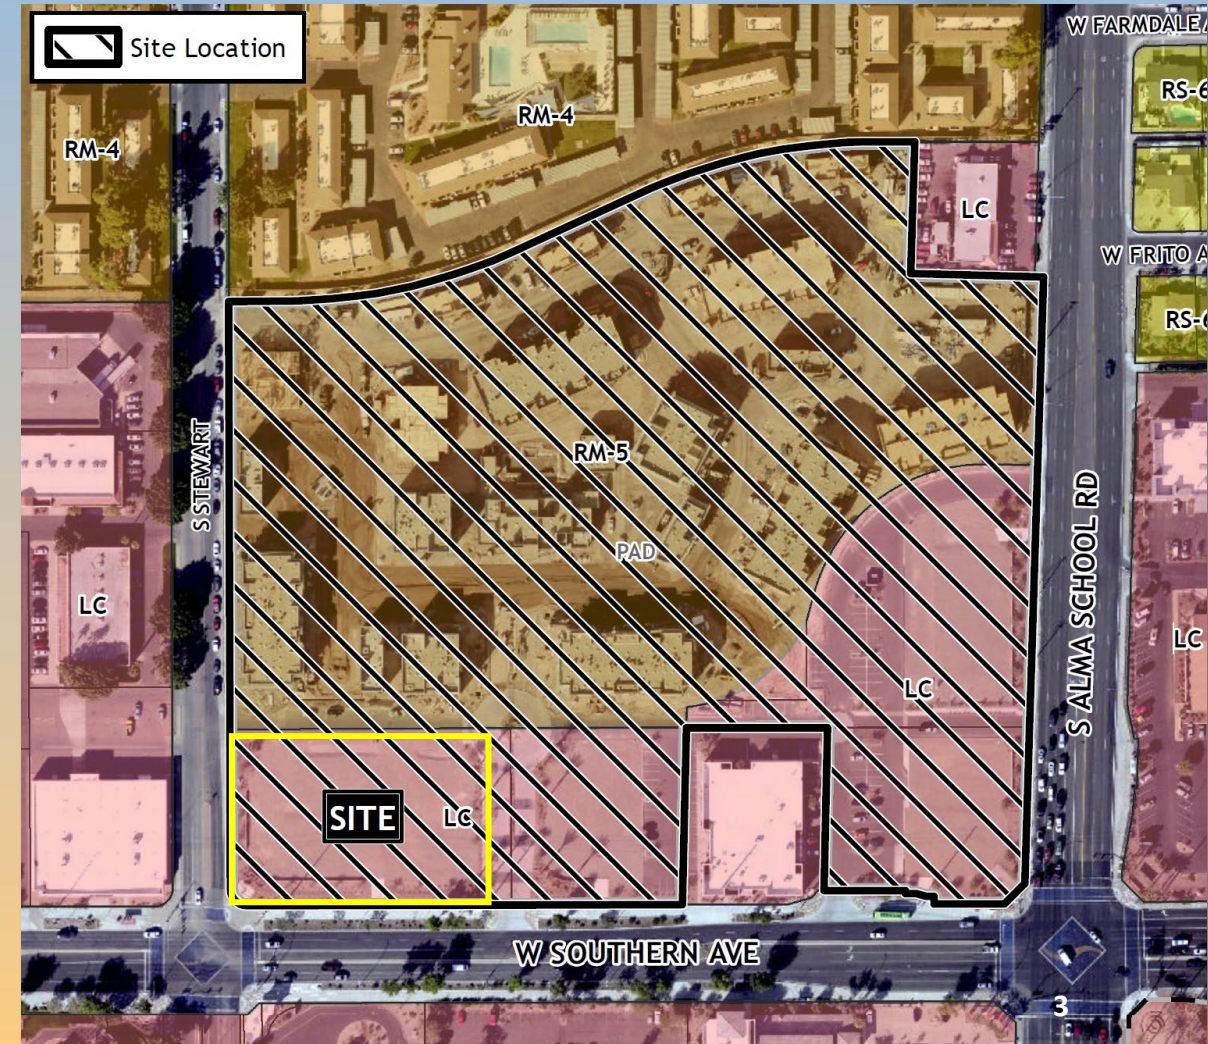 Site Location
W FARMDALE A
RS-6
RM-4
RM-4
LC
W FRITO A
RS-6
S STEWART
RM-5
PAD
S ALMA SCHOOL RD
LC
LC
LC
SITE
LC
W SOUTHERN AVE
3